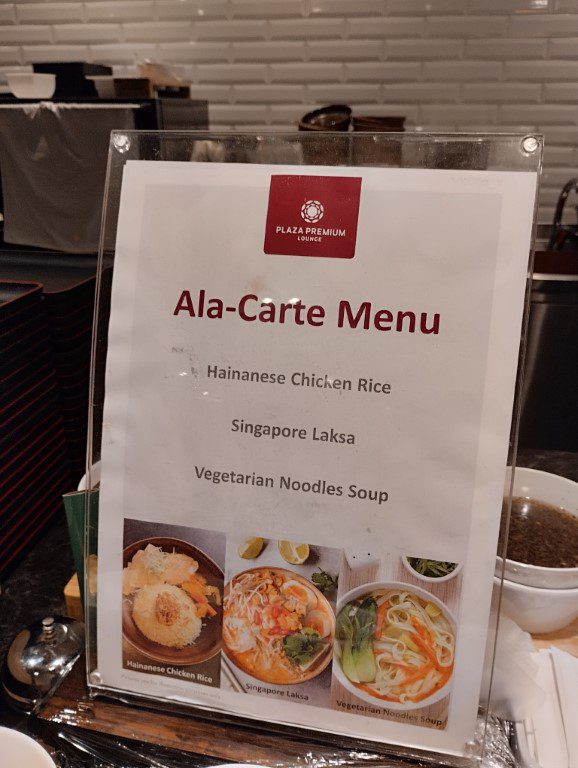 PLAZA PREMIUM
LOUNGE
Ala-Carte Menu
Hainanese Chicken Rice
Singapore Laksa
Vegetarian Noodles Soup
Hainanese Chicken Rice
Singapore Laksa
Vegetarian Noodles Soup